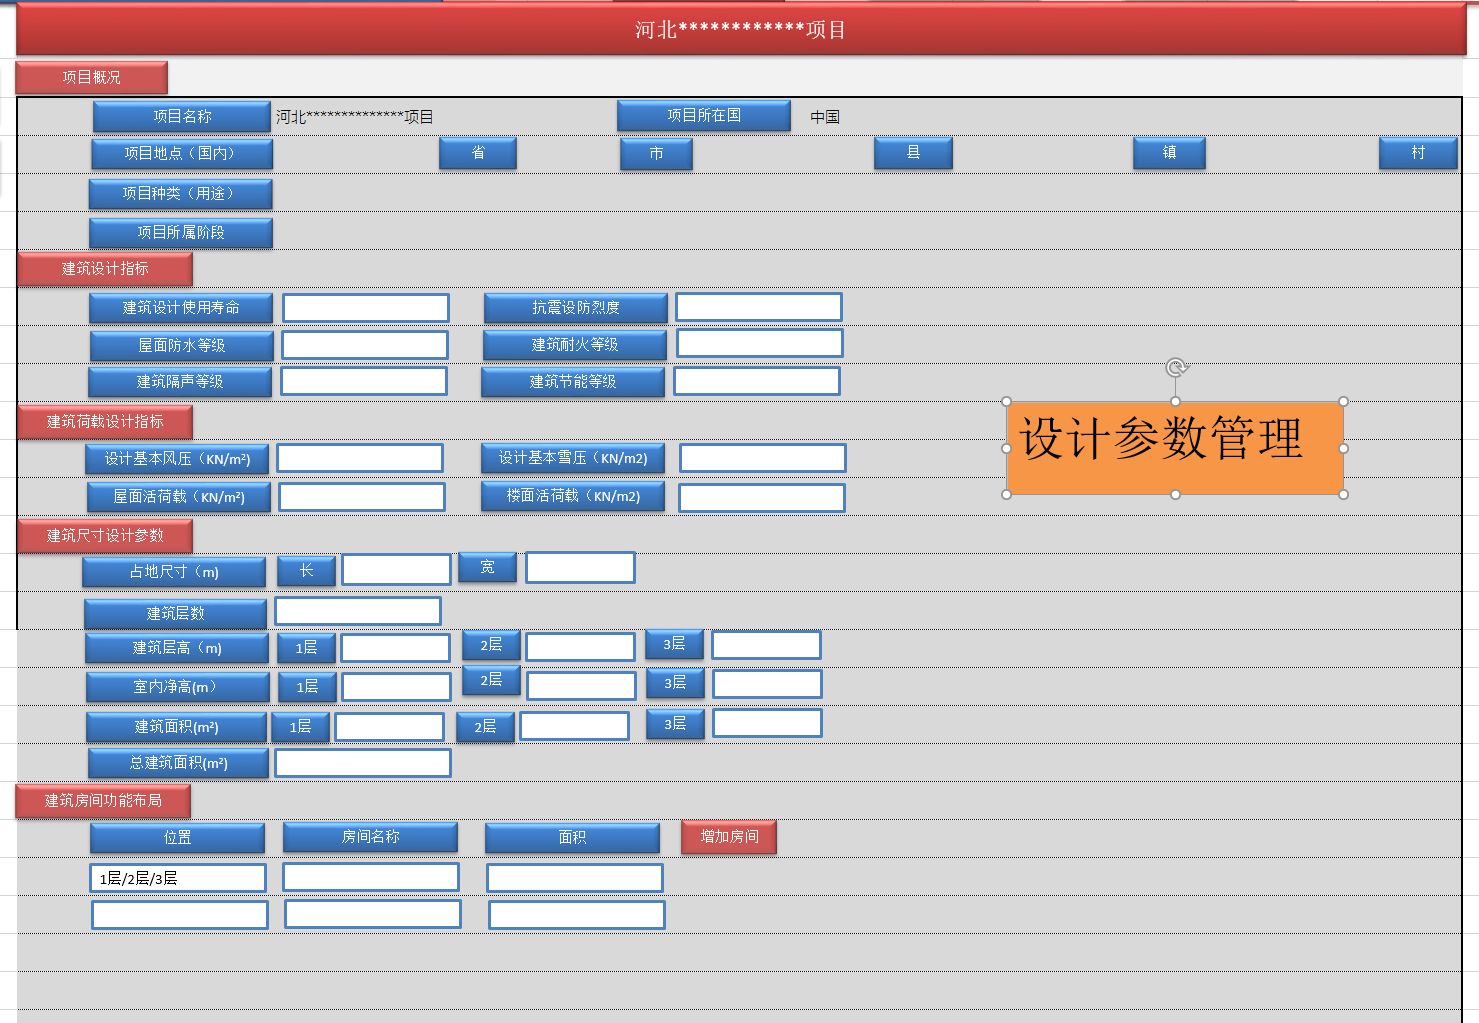 河北************项目
项目概况
项目名称 河北**************项目 项目所在国 中国
项目地点（国内） 省 市 县 镇 村
项目种类（用途）
项目所属阶段
建筑设计指标
建筑设计使用寿命 抗震设防烈度
屋面防水等级 建筑耐火等级
建筑隔声等级 建筑节能等级
建筑荷载设计指标
设计参数管理
设计基本风压（KN/m²） 设计基本雪压（KN/m2)
屋面活荷载（KN/m²） 楼面活荷载（KN/m2)
建筑尺寸设计参数
占地尺寸（m) 长 宽
建筑层数
建筑层高（m) 1层 2层 3层
室内净高(m） 1层 2层 3层
建筑面积(m²) 1层 2层 3层
总建筑面积(m²)
建筑房间功能布局
位置 房间名称 面积 增加房间
1层/2层/3层